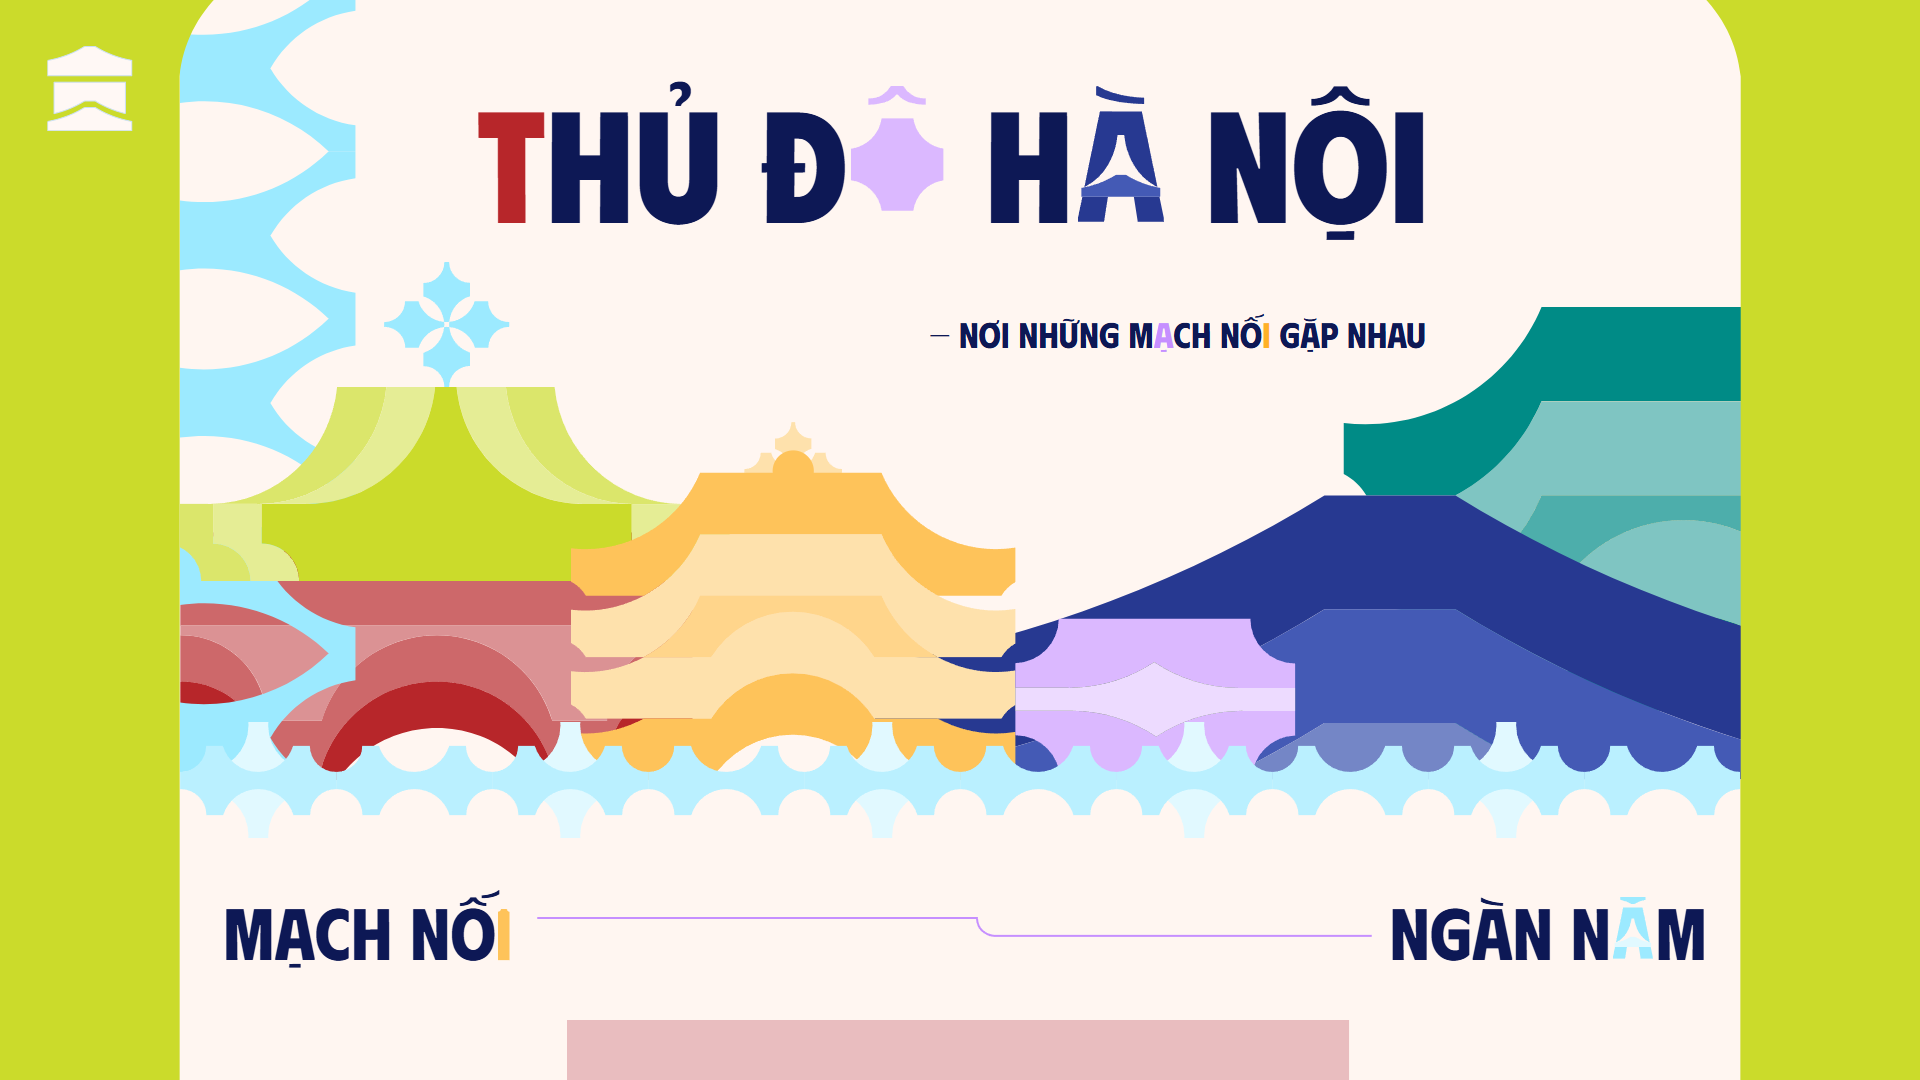 THỦ ĐÔ HÀ NỘI
— NƠI NHỮNG MẠCH NỐI GẶP NHAU
MẠCH NỐI
NGÀN NĂM